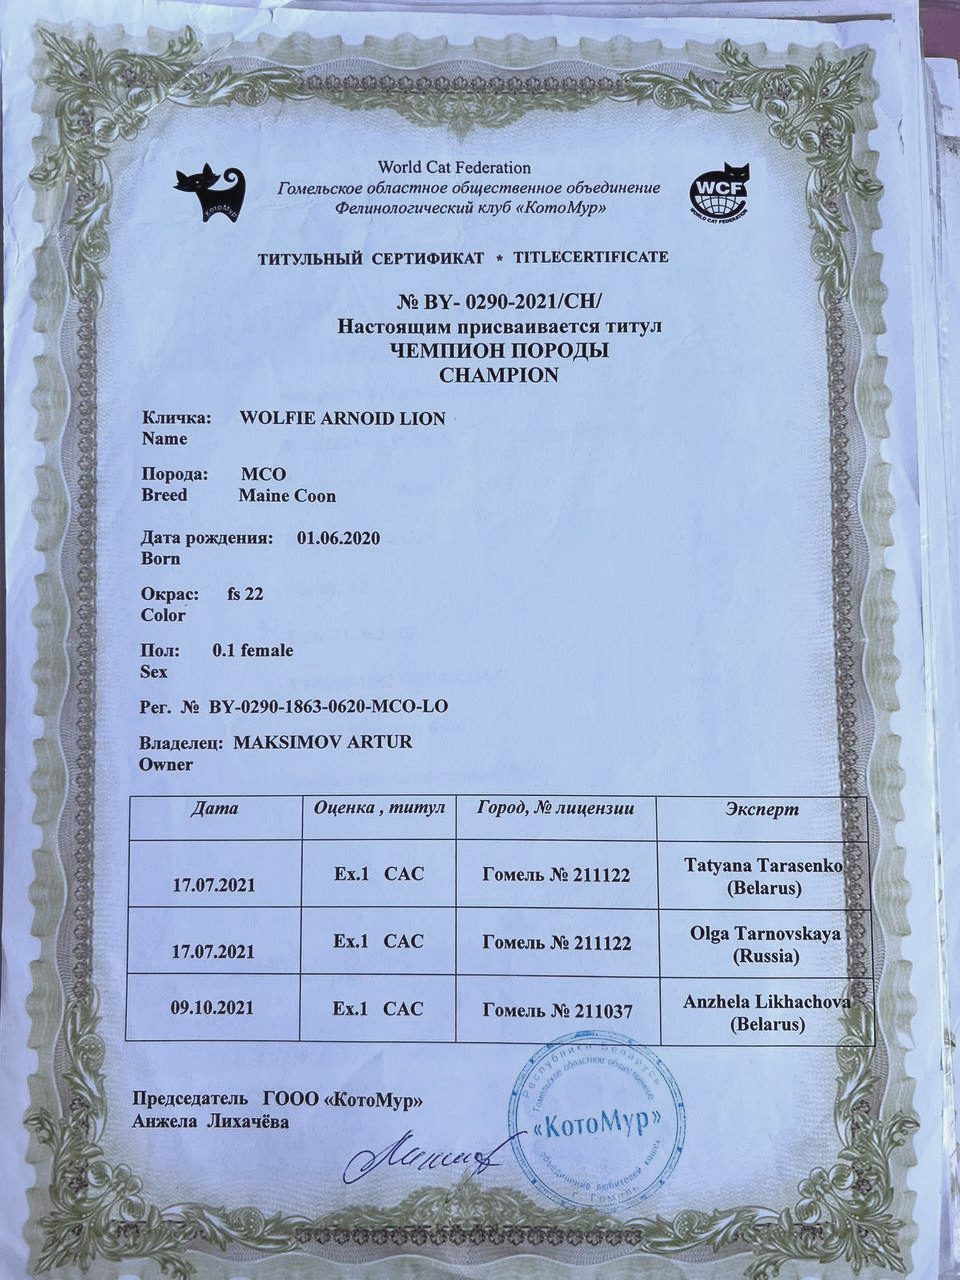 World Cat Federation
Гомельское областное общественное объединение
Фелинологический клуб «КотоМур»
КотоМур
WCF
WORLD CAT FEDERATION
ТИТУЛЬНЫЙ СЕРТИФИКАТ * TITLECERTIFICATE
№ BY- 0290-2021/CH/
Настоящим присваивается титул
ЧЕМПИОН ПОРОДЫ
CHAMPION
Кличка: WOLFIE ARNOID LION
Name
Порода: MCO
Breed Maine Coon
Дата рождения: 01.06.2020
Born
Окрас: fs 22
Color
Пол: 0.1 female
Sex
Рег. № BY-0290-1863-0620-MCO-LO
Владелец: MAKSIMOV ARTUR
Owner
Дата Оценка , титул Город, № лицензии Эксперт
17.07.2021 Ex.1 CAC Гомель № 211122 Tatyana Tarasenko
(Belarus)
17.07.2021 Ex.1 CAC Гомель № 211122 Olga Tarnovskaya
(Russia)
09.10.2021 Ex.1 CAC Гомель № 211037 Anzhela Likhachova
(Belarus)
Председатель ГООО «КотоМур»
Анжела Лихачёва
Республика Беларусь
Гомельское областное общественное
«КотоМур»
объединение любителей кошек
г. Гомель